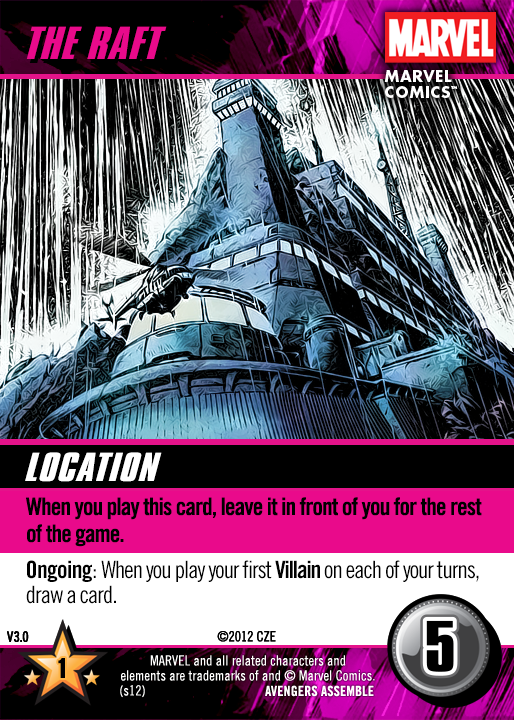 THE RAFT
MARVEL
MARVEL
COMICS™
LOCATION
When you play this card, leave it in front of you for the rest
of the game.
Ongoing: When you play your first Villain on each of your turns,
draw a card.
V3.0
©2012 CZE
5
1
MARVEL and all related characters and
elements are trademarks of and © Marvel Comics.
(s12)
AVENGERS ASSEMBLE